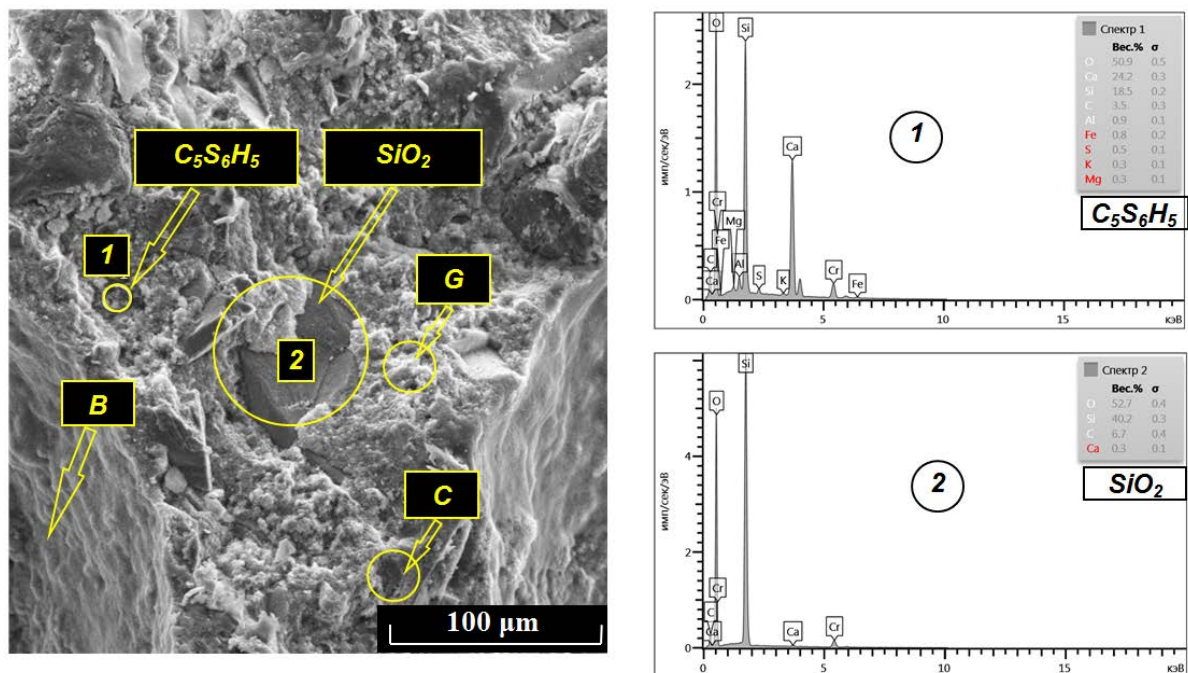 C₅S₆H₅
SiO₂
1
G
2
B
C
100 µm
имп/сек/эВ
2
1
0
O
Si
Cr
Mg
Fe
C
Ca
Al
S
K
Ca
Cr
Fe
0 5 10 15 кэВ
1
Спектр 1
Вес.% σ
O 50.9 0.5
Ca 24.2 0.3
Si 18.5 0.2
C 3.5 0.3
Al 0.9 0.1
Fe 0.8 0.2
S 0.5 0.1
K 0.3 0.1
Mg 0.3 0.1
C₅S₆H₅
имп/сек/эВ
4
2
0
Si
O
Cr
C
Ca
Ca
Cr
0 5 10 15 кэВ
2
Спектр 2
Вес.% σ
O 52.7 0.4
Si 40.2 0.3
C 6.7 0.4
Ca 0.3 0.1
SiO₂